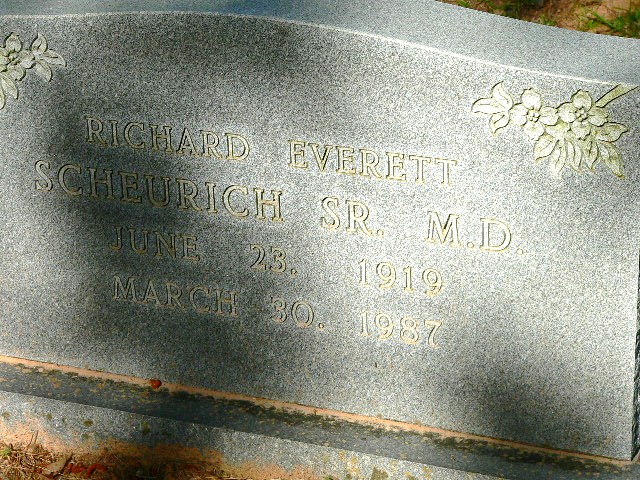 RICHARD EVERETT
SCHEURICH SR. M.D.
JUNE 23. 1919
MARCH 30. 1987